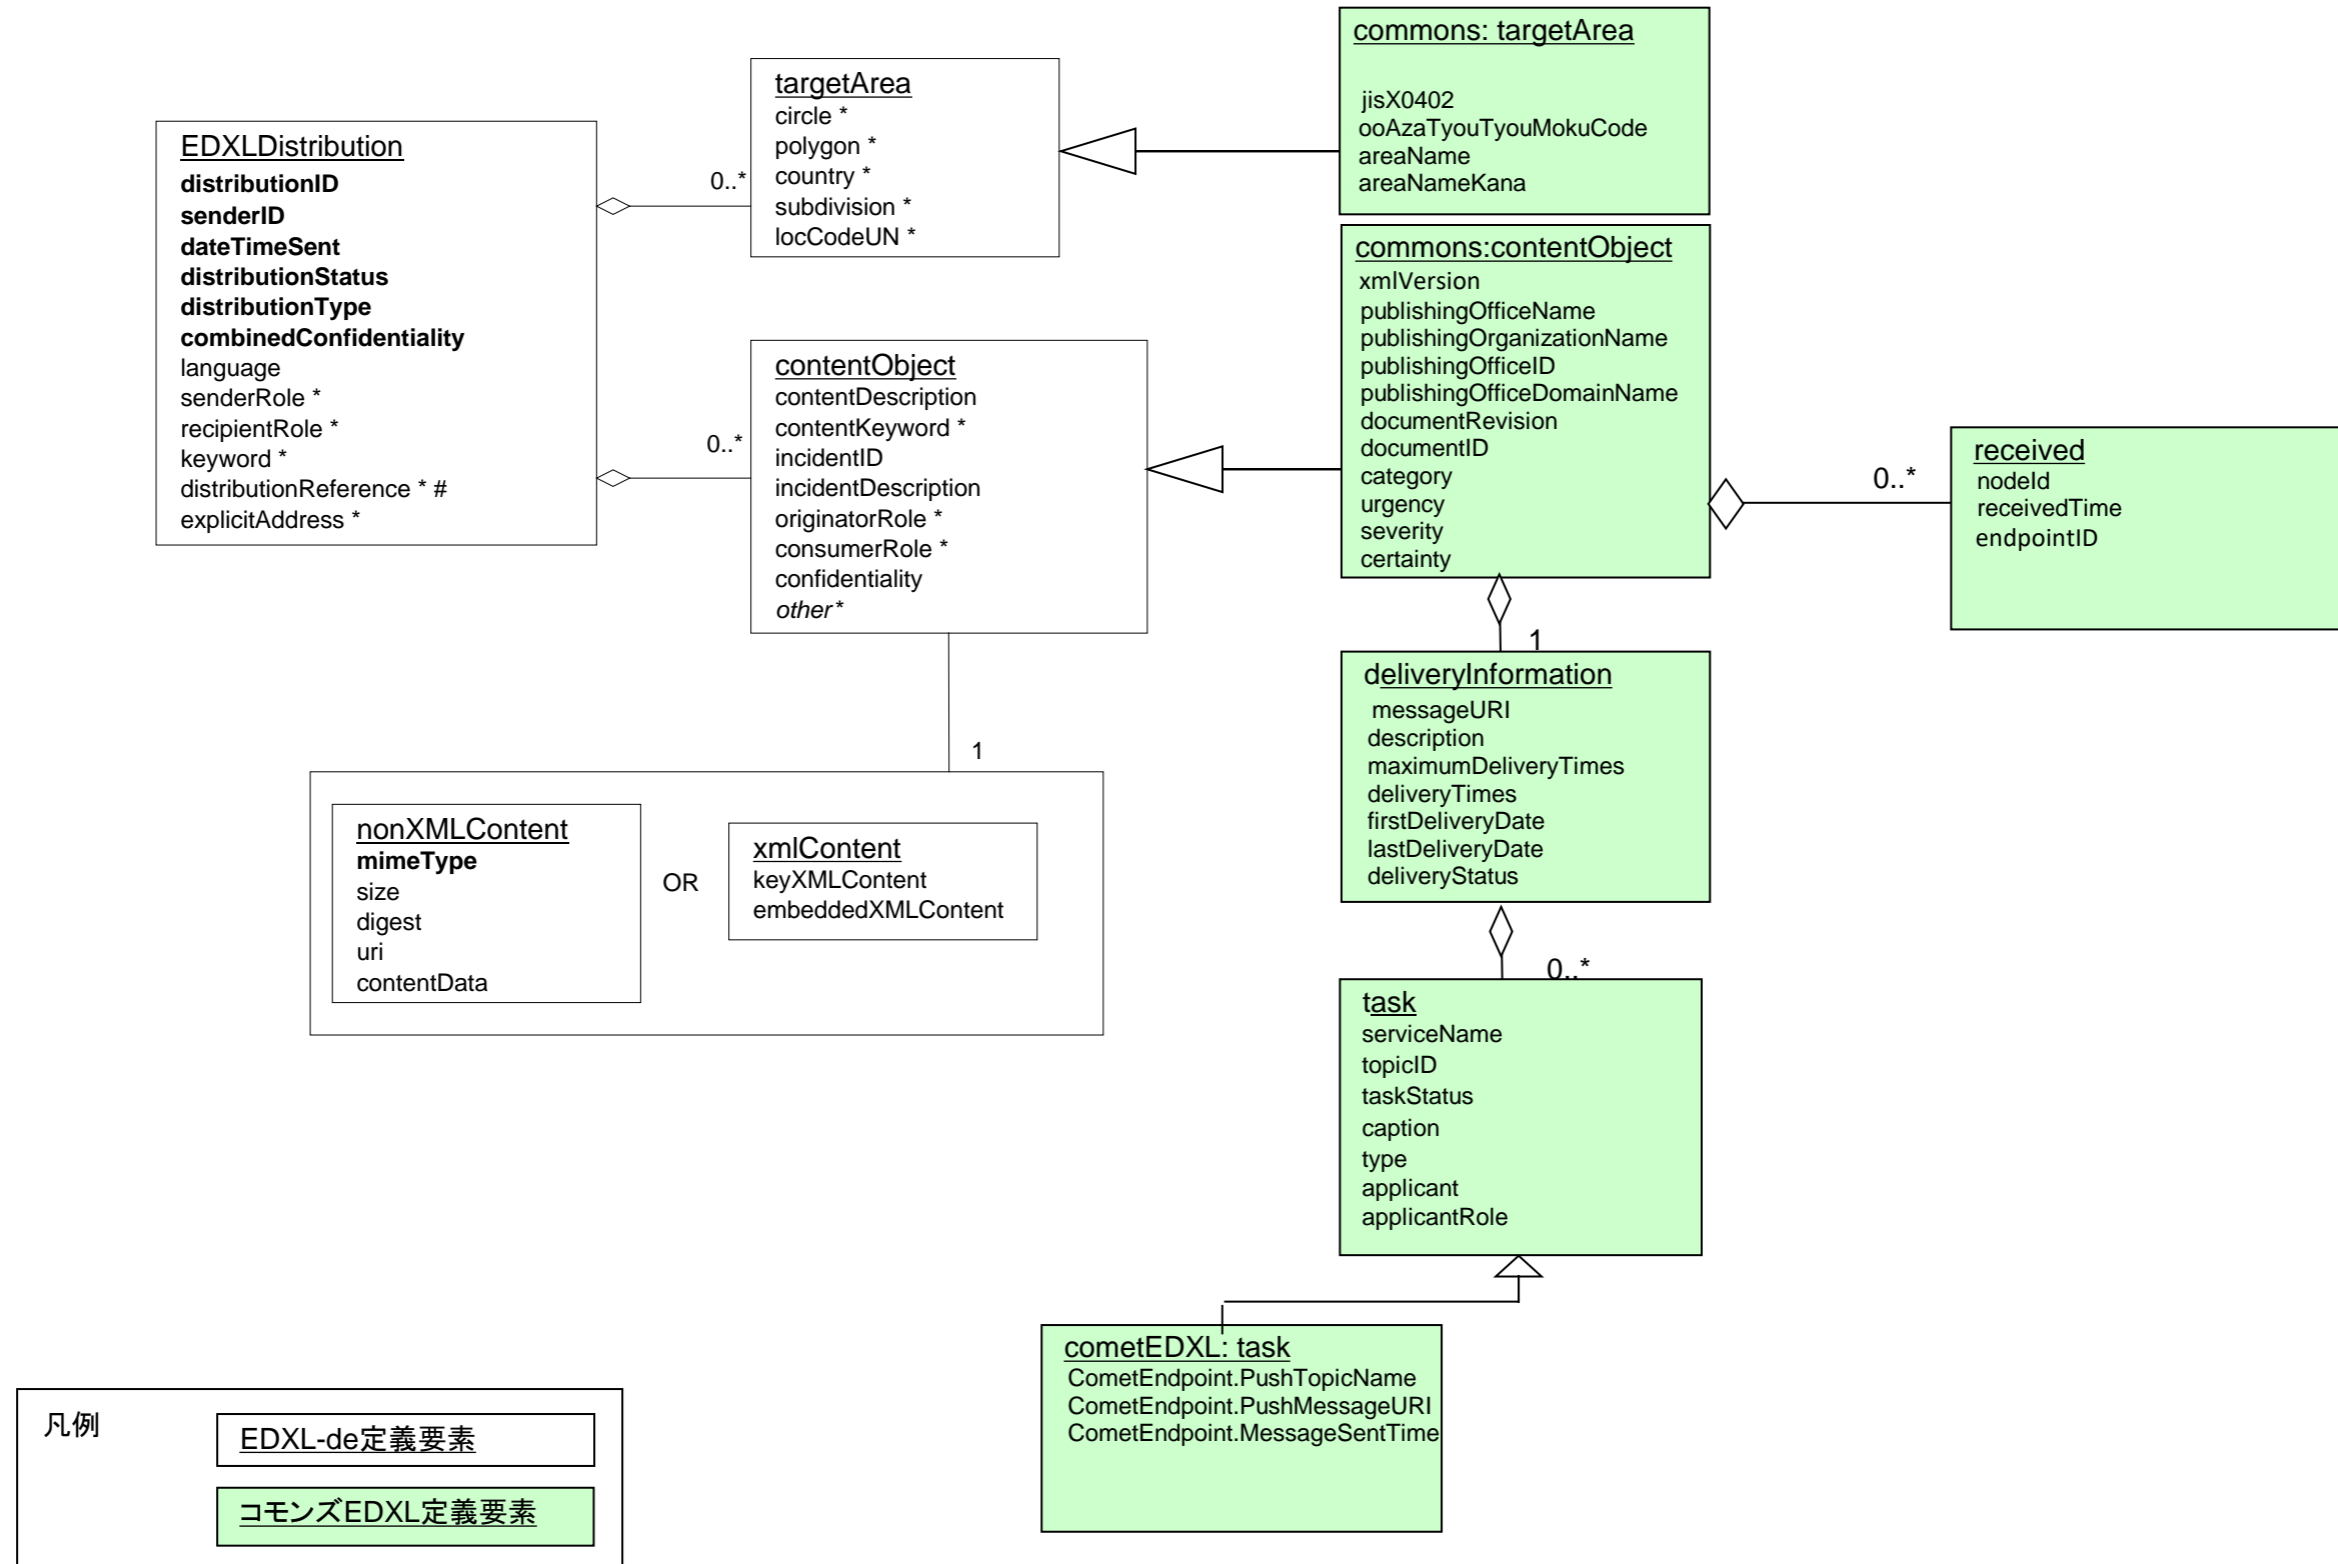 EDXLDistribution
distributionID
senderID
dateTimeSent
distributionStatus
distributionType
combinedConfidentiality
language
senderRole *
recipientRole *
keyword *
distributionReference * #
explicitAddress *
0..*
0..*
targetArea
circle *
polygon *
country *
subdivision *
locCodeUN *
contentObject
contentDescription
contentKeyword *
incidentID
incidentDescription
originatorRole *
consumerRole *
confidentiality
other*
1
nonXMLContent
mimeType
size
digest
uri
contentData
OR
xmlContent
keyXMLContent
embeddedXMLContent
commons: targetArea
jisX0402
ooAzaTyouTyouMokuCode
areaName
areaNameKana
commons:contentObject
xmlVersion
publishingOfficeName
publishingOrganizationName
publishingOfficeID
publishingOfficeDomainName
documentRevision
documentID
category
urgency
severity
certainty
0..*
received
nodeId
receivedTime
endpointID
1
deliveryInformation
messageURI
description
maximumDeliveryTimes
deliveryTimes
firstDeliveryDate
lastDeliveryDate
deliveryStatus
0..*
task
serviceName
topicID
taskStatus
caption
type
applicant
applicantRole
cometEDXL: task
CometEndpoint.PushTopicName
CometEndpoint.PushMessageURI
CometEndpoint.MessageSentTime
凡例
EDXL-de定義要素
コモンズEDXL定義要素